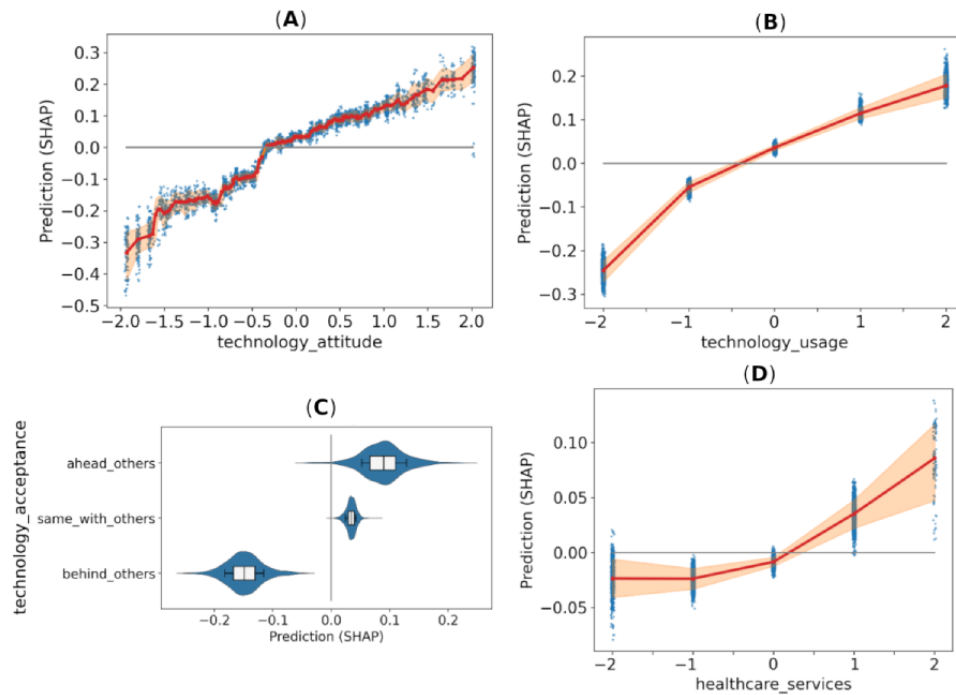 (A)
Prediction (SHAP)
0.3
0.2
0.1
0.0
−0.1
−0.2
−0.3
−0.4
−0.5
−2.0 −1.5 −1.0 −0.5 0.0 0.5 1.0 1.5 2.0
technology_attitude
(B)
Prediction (SHAP)
0.2
0.1
0.0
−0.1
−0.2
−0.3
−2 −1 0 1 2
technology_usage
(C)
technology_acceptance
ahead_others
same_with_others
behind_others
−0.2 −0.1 0.0 0.1 0.2
Prediction (SHAP)
(D)
Prediction (SHAP)
0.10
0.05
0.00
−0.05
−2 −1 0 1 2
healthcare_services